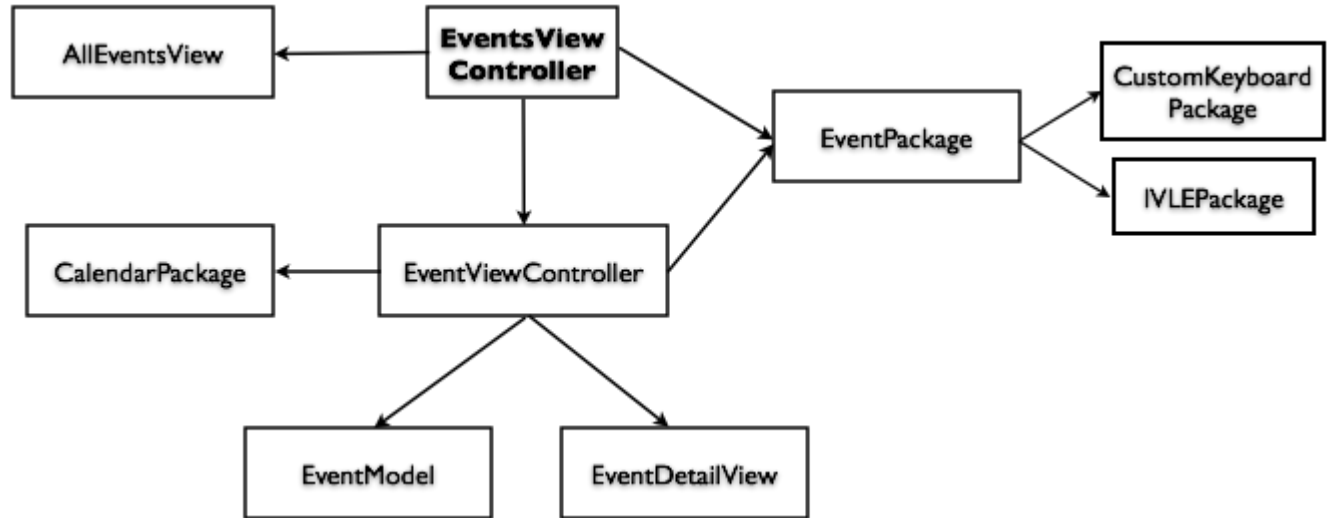 AllEventsView
EventsView
Controller
CustomKeyboard
Package
EventPackage
IVLEPackage
CalendarPackage
EventViewController
EventModel
EventDetailView